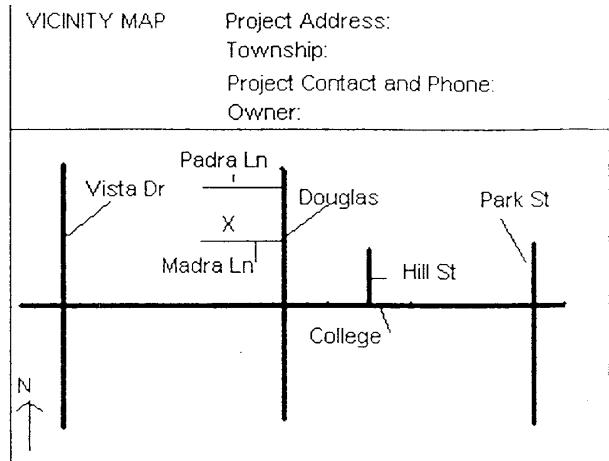 VICINITY MAP
Project Address:
Township:
Project Contact and Phone:
Owner:
Padra Ln
Vista Dr
Douglas
Park St
X
Madra Ln
Hill St
College
N